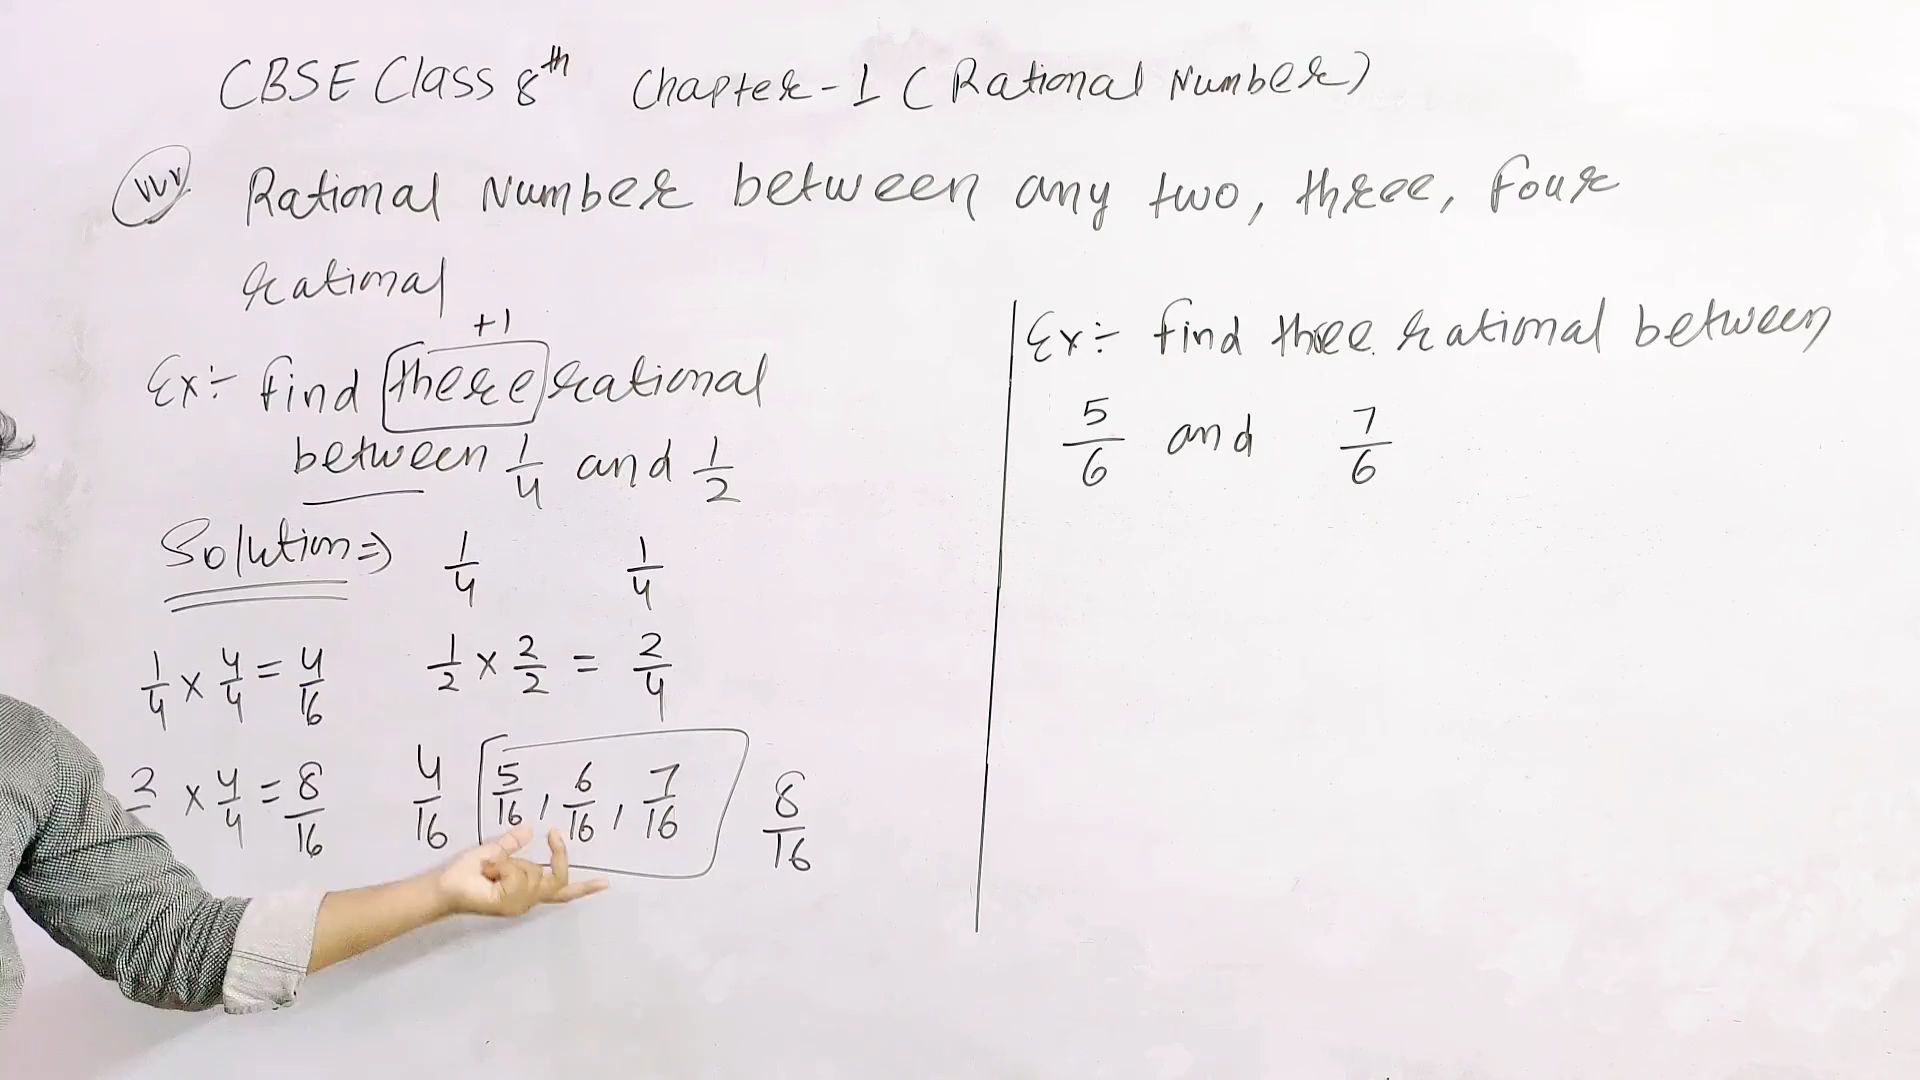 CBSE Class 8th Chapter-1 (Rational Number)
VVV Rational Number between any two, three, four
rational
+1
Ex÷ find there rational
between 1/4 and 1/2
Solution⇒ 1/4 1/4
1/4 × 4/4 = 4/16 1/2 × 2/2 = 2/4
2 × 4/4 = 8/16 4/16 5/16, 6/16, 7/16 8/16
Ex÷ find three rational between
5/6 and 7/6